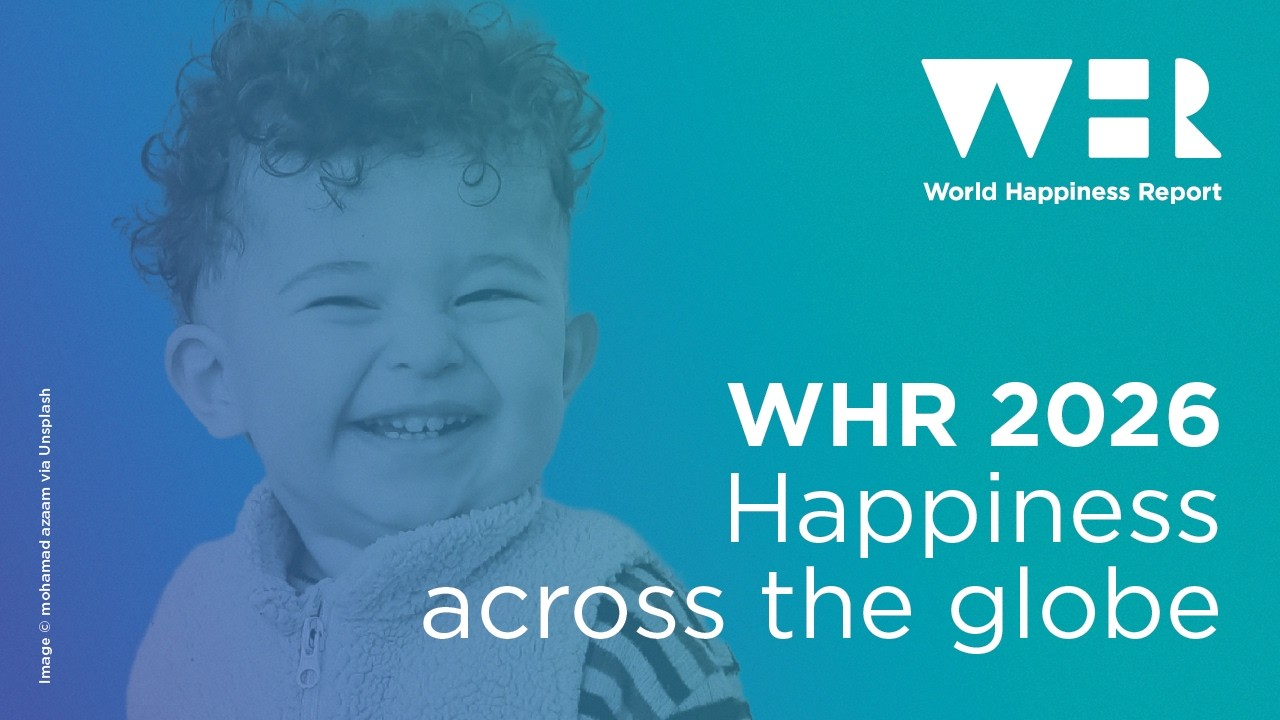 WHR
World Happiness Report
WHR 2026
Happiness
across the globe
Image © mohamad azaam via Unsplash